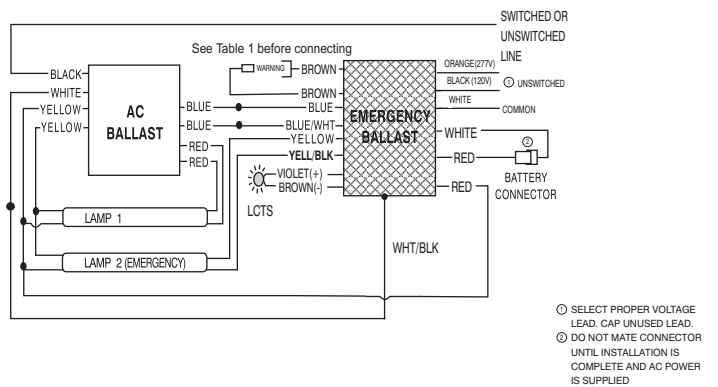 SWITCHED OR
UNSWITCHED
LINE
See Table 1 before connecting
WARNING
BROWN
BROWN
ORANGE(277V)
BLACK (120V)
① UNSWITCHED
WHITE
COMMON
BLACK
WHITE
YELLOW
YELLOW
AC
BALLAST
BLUE
BLUE
RED
RED
BLUE
BLUE/WHT
YELLOW
YELL/BLK
VIOLET(+)
BROWN(-)
LCTS
EMERGENCY
BALLAST
WHITE
②
RED
BATTERY
CONNECTOR
RED
LAMP 1
LAMP 2 (EMERGENCY)
WHT/BLK
① SELECT PROPER VOLTAGE
LEAD. CAP UNUSED LEAD.
② DO NOT MATE CONNECTOR
UNTIL INSTALLATION IS
COMPLETE AND AC POWER
IS SUPPLIED